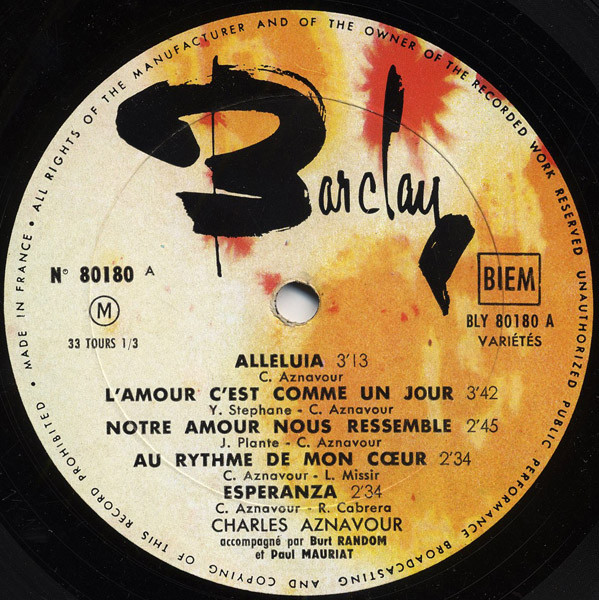 MADE IN FRANCE • ALL RIGHTS OF THE MANUFACTURER AND OF THE OWNER OF THE RECORDED WORK RESERVED UNAUTHORIZED PUBLIC PERFORMANCE BROADCASTING AND COPYING OF THIS RECORD PROHIBITED •
Barclay
N° 80180 A
M
33 TOURS 1/3
BIEM
BLY 80180 A
VARIÉTÉS
ALLELUIA 3'13
C. Aznavour
L'AMOUR C'EST COMME UN JOUR 3'42
Y. Stephane - C. Aznavour
NOTRE AMOUR NOUS RESSEMBLE 2'45
J. Plante - C. Aznavour
AU RYTHME DE MON CŒUR 2'34
C. Aznavour - L. Missir
ESPERANZA 2'34
C. Aznavour - R. Cabrera
CHARLES AZNAVOUR
accompagné par Burt RANDOM
et Paul MAURIAT